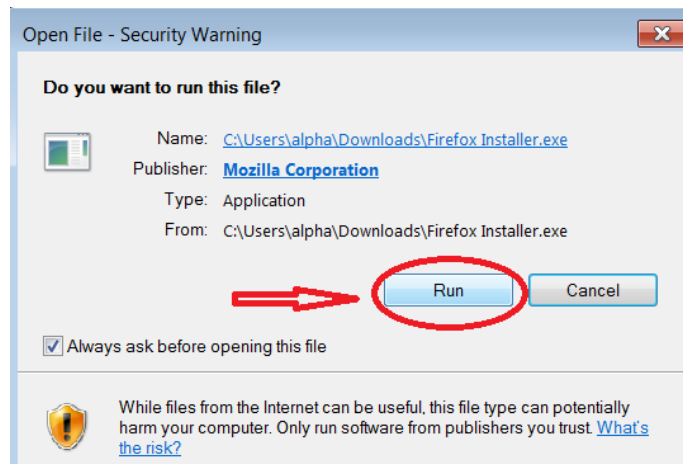 Open File - Security Warning
Do you want to run this file?
Name: C:\Users\alpha\Downloads\Firefox Installer.exe
Publisher: Mozilla Corporation
Type: Application
From: C:\Users\alpha\Downloads\Firefox Installer.exe
Run Cancel
Always ask before opening this file
While files from the Internet can be useful, this file type can potentially
harm your computer. Only run software from publishers you trust. What's
the risk?